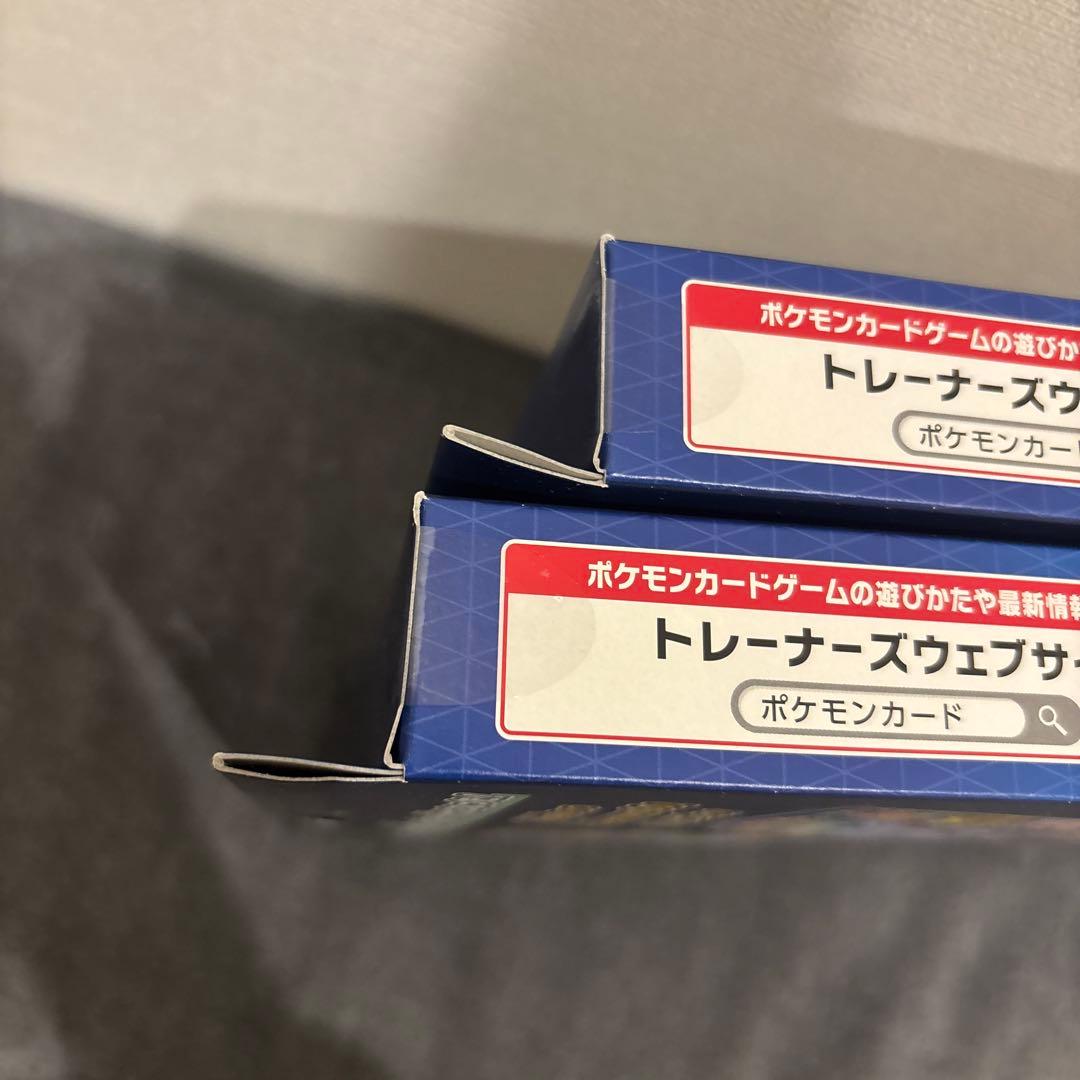 ポケモンカードゲームの遊びか
トレーナーズウ
ポケモンカー
ポケモンカードゲームの遊びかたや最新情報
トレーナーズウェブサイ
ポケモンカード